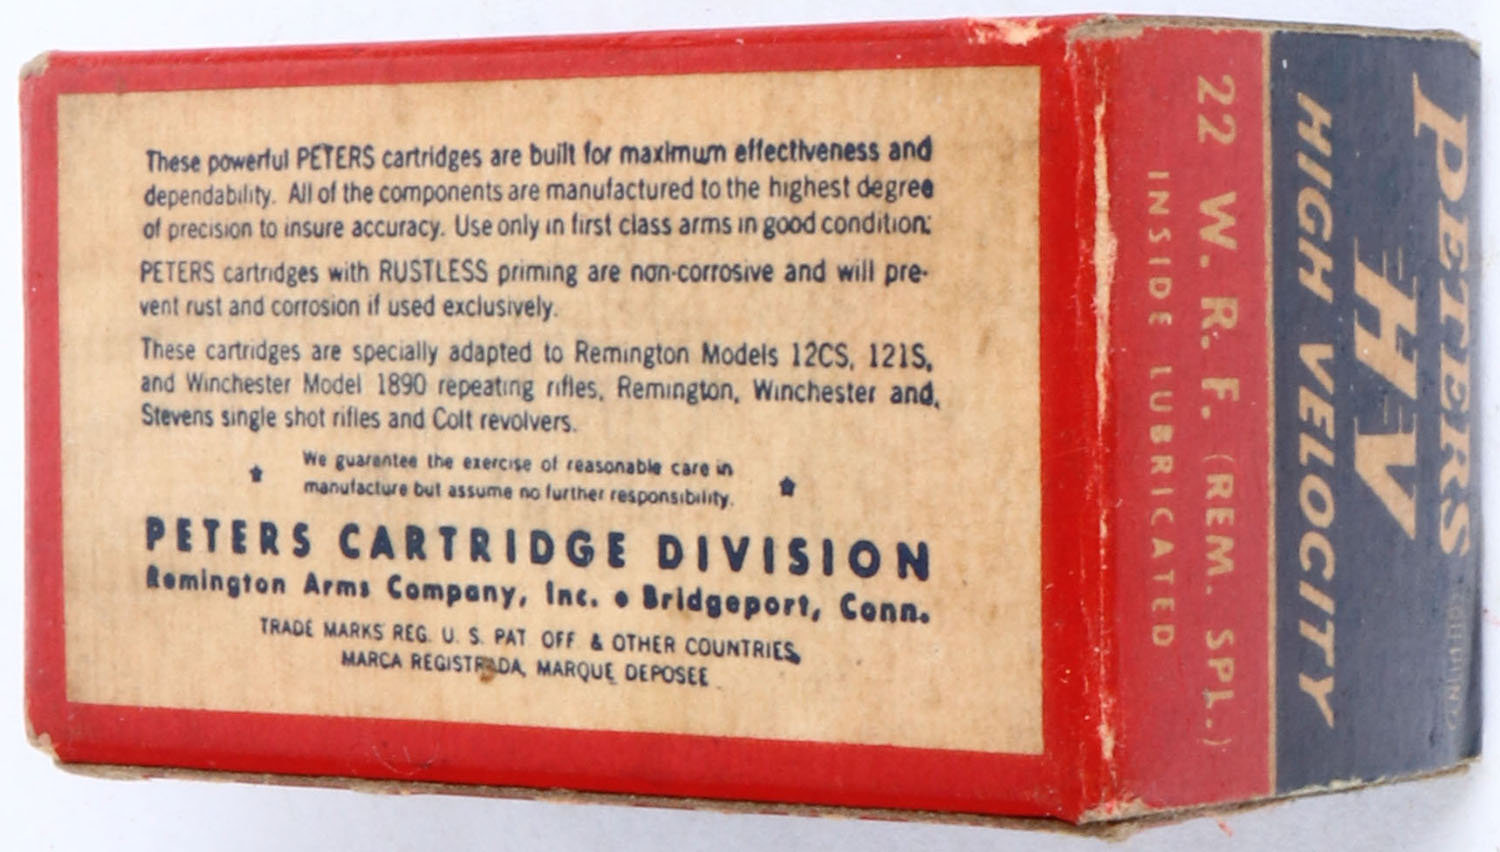 These powerful PETERS cartridges are built for maximum effectiveness and
dependability. All of the components are manufactured to the highest degree
of precision to insure accuracy. Use only in first class arms in good condition.
PETERS cartridges with RUSTLESS priming are non-corrosive and will pre-
vent rust and corrosion if used exclusively.
These cartridges are specially adapted to Remington Models 12CS, 121S,
and Winchester Model 1890 repeating rifles, Remington, Winchester and,
Stevens single shot rifles and Colt revolvers.
We guarantee the exercise of reasonable care in
manufacture but assume no further responsibility.
PETERS CARTRIDGE DIVISION
Remington Arms Company, Inc. • Bridgeport, Conn.
TRADE MARKS REG. U. S. PAT OFF. & OTHER COUNTRIES,
MARCA REGISTRADA, MARQUE DEPOSEE
PETERS
HV
HIGH VELOCITY
22 W. R. F. (REM. SPL.)
INSIDE LUBRICATED